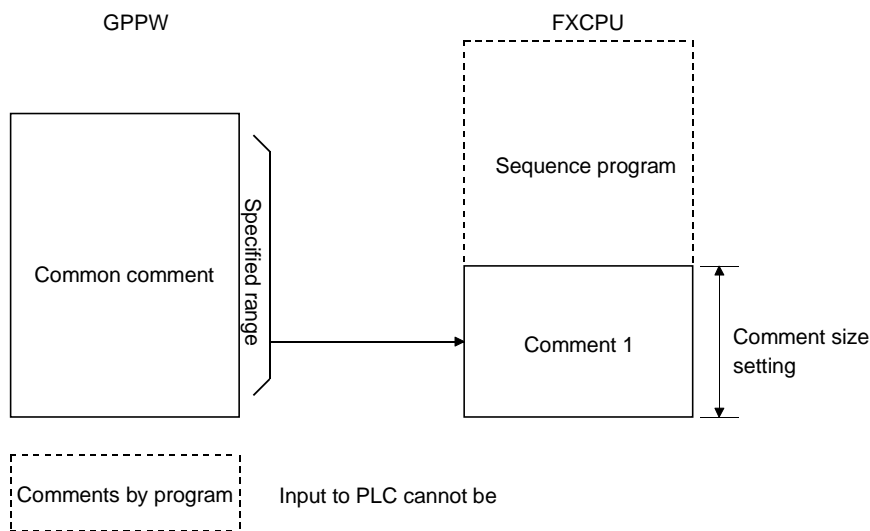 GPPW
FXCPU
Sequence program
Specified range
Common comment
Comment 1
Comment size
setting
Comments by program
Input to PLC cannot be